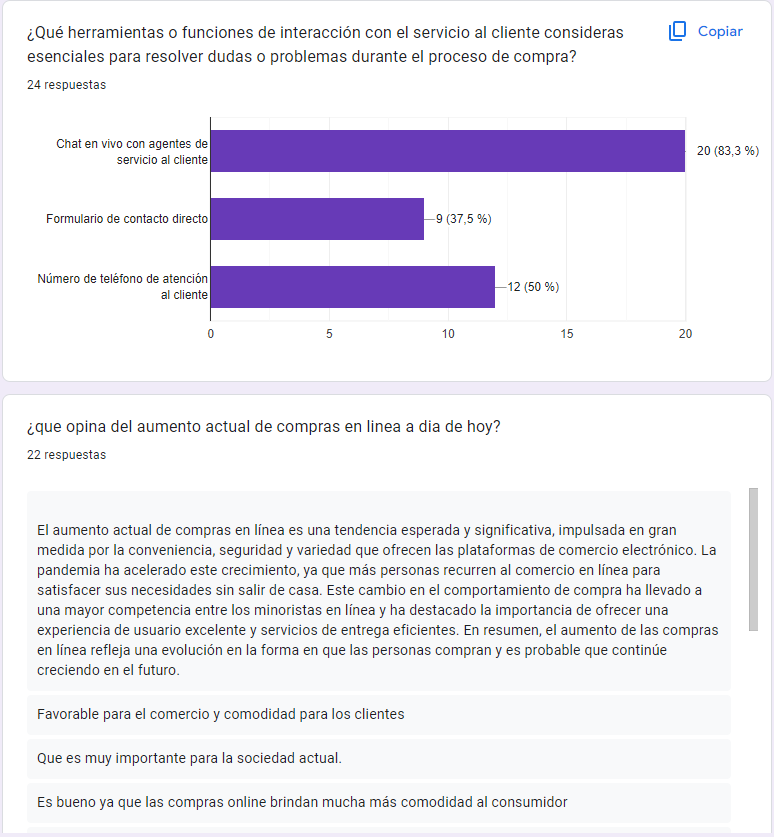 ¿Qué herramientas o funciones de interacción con el servicio al cliente consideras
esenciales para resolver dudas o problemas durante el proceso de compra?
Copiar
24 respuestas
Chat en vivo con agentes de
servicio al cliente
20 (83,3 %)
Formulario de contacto directo
9 (37,5 %)
Número de teléfono de atención
al cliente
12 (50 %)
0 5 10 15 20
¿que opina del aumento actual de compras en linea a dia de hoy?
22 respuestas
El aumento actual de compras en línea es una tendencia esperada y significativa, impulsada en gran
medida por la conveniencia, seguridad y variedad que ofrecen las plataformas de comercio electrónico. La
pandemia ha acelerado este crecimiento, ya que más personas recurren al comercio en línea para
satisfacer sus necesidades sin salir de casa. Este cambio en el comportamiento de compra ha llevado a
una mayor competencia entre los minoristas en línea y ha destacado la importancia de ofrecer una
experiencia de usuario excelente y servicios de entrega eficientes. En resumen, el aumento de las compras
en línea refleja una evolución en la forma en que las personas compran y es probable que continúe
creciendo en el futuro.
Favorable para el comercio y comodidad para los clientes
Que es muy importante para la sociedad actual.
Es bueno ya que las compras online brindan mucha más comodidad al consumidor